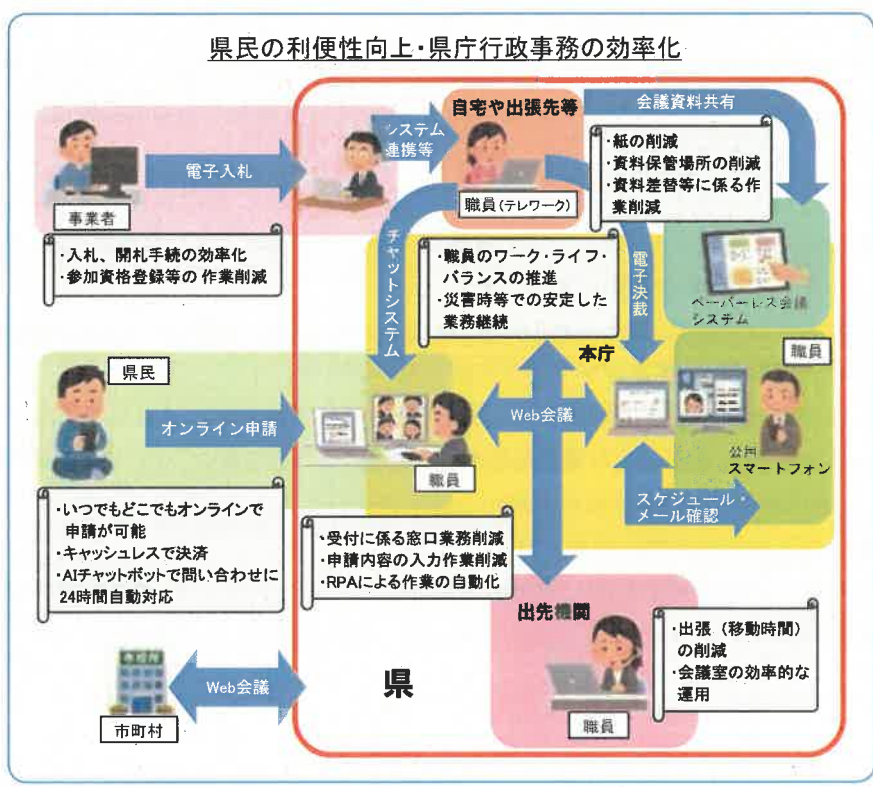 県民の利便性向上・県庁行政事務の効率化
自宅や出張先等
会議資料共有
システム
連携等
電子入札
・紙の削減
・資料保管場所の削減
・資料差替等に係る作
業削減
職員(テレワーク)
事業者
・入札、開札手続の効率化
・参加資格登録等の作業削減
チャットシステム
・職員のワーク・ライフ・
バランスの推進
・災害時等での安定した
業務継続
電子決裁
ペーパーレス会議
システム
本庁
職員
県民
オンライン申請
Web会議
職員
公用
スマートフォン
スケジュール・
メール確認
・いつでもどこでもオンラインで
申請が可能
・キャッシュレスで決済
・AIチャットボットで問い合わせに
24時間自動対応
・受付に係る窓口業務削減
・申請内容の入力作業削減
・RPAによる作業の自動化
出先機関
・出張（移動時間）
の削減
・会議室の効率的な
運用
職員
Web会議
県
市町村